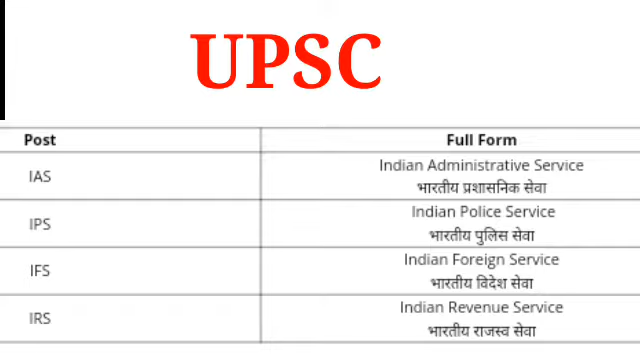 UPSC
Post Full Form
IAS Indian Administrative Service
भारतीय प्रशासनिक सेवा
IPS Indian Police Service
भारतीय पुलिस सेवा
IFS Indian Foreign Service
भारतीय विदेश सेवा
IRS Indian Revenue Service
भारतीय राजस्व सेवा